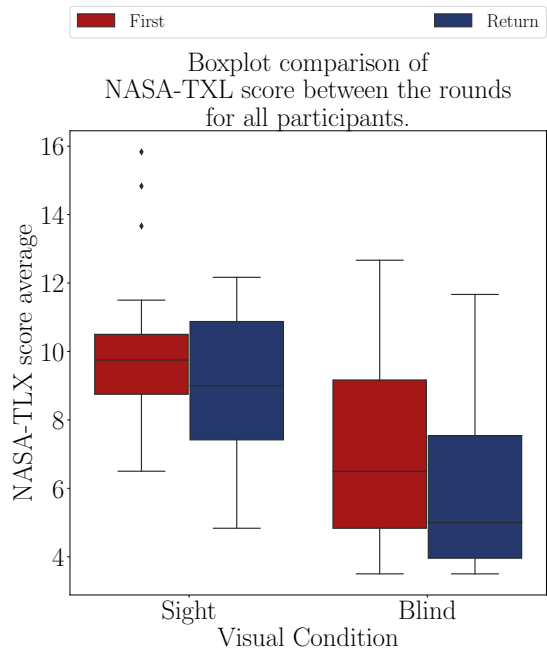 First Return
Boxplot comparison of
NASA-TXL score between the rounds
for all participants.
NASA-TLX score average
16
14
12
10
8
6
4
Sight Blind
Visual Condition